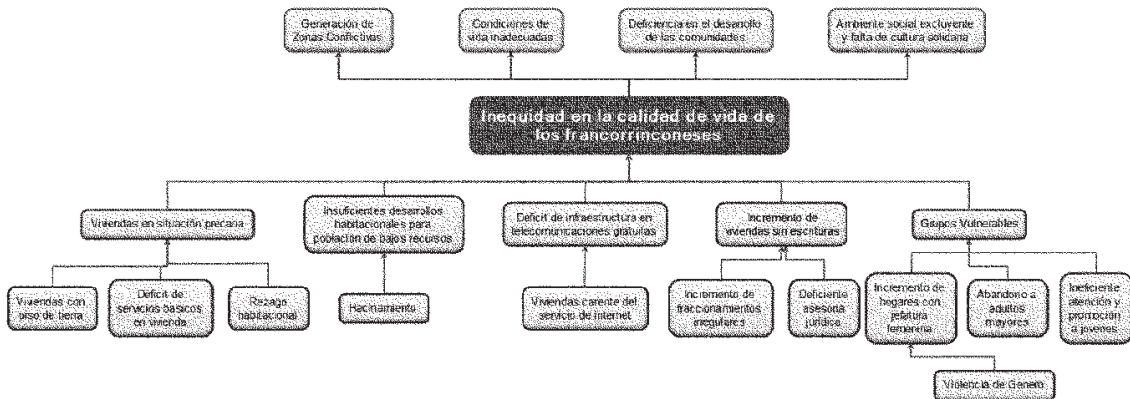 Generación de
Zonas Conflictivas
Condiciones de
vida inadecuadas
Deficiencia en el desarrollo
de las comunidades
Ambiente social excluyente
y falta de cultura solidaria
Inequidad en la calidad de vida de
los francorrinconeses
Viviendas en situación precaria
Insuficientes desarrollos
habitacionales para
población de bajos recursos
Déficit de infraestructura en
telecomunicaciones gratuitas
Incremento de
viviendas sin escrituras
Grupos Vulnerables
Viviendas con
piso de tierra
Déficit de
servicios básicos
en vivienda
Rezago
habitacional
Hacinamiento
Viviendas carente del
servicio de internet
Incremento de
fraccionamientos
irregulares
Deficiente
asesoría
jurídica
Incremento de
hogares con
jefatura
femenina
Abandono a
adultos
mayores
Ineficiente
atención y
promoción
a jóvenes
Violencia de Genero